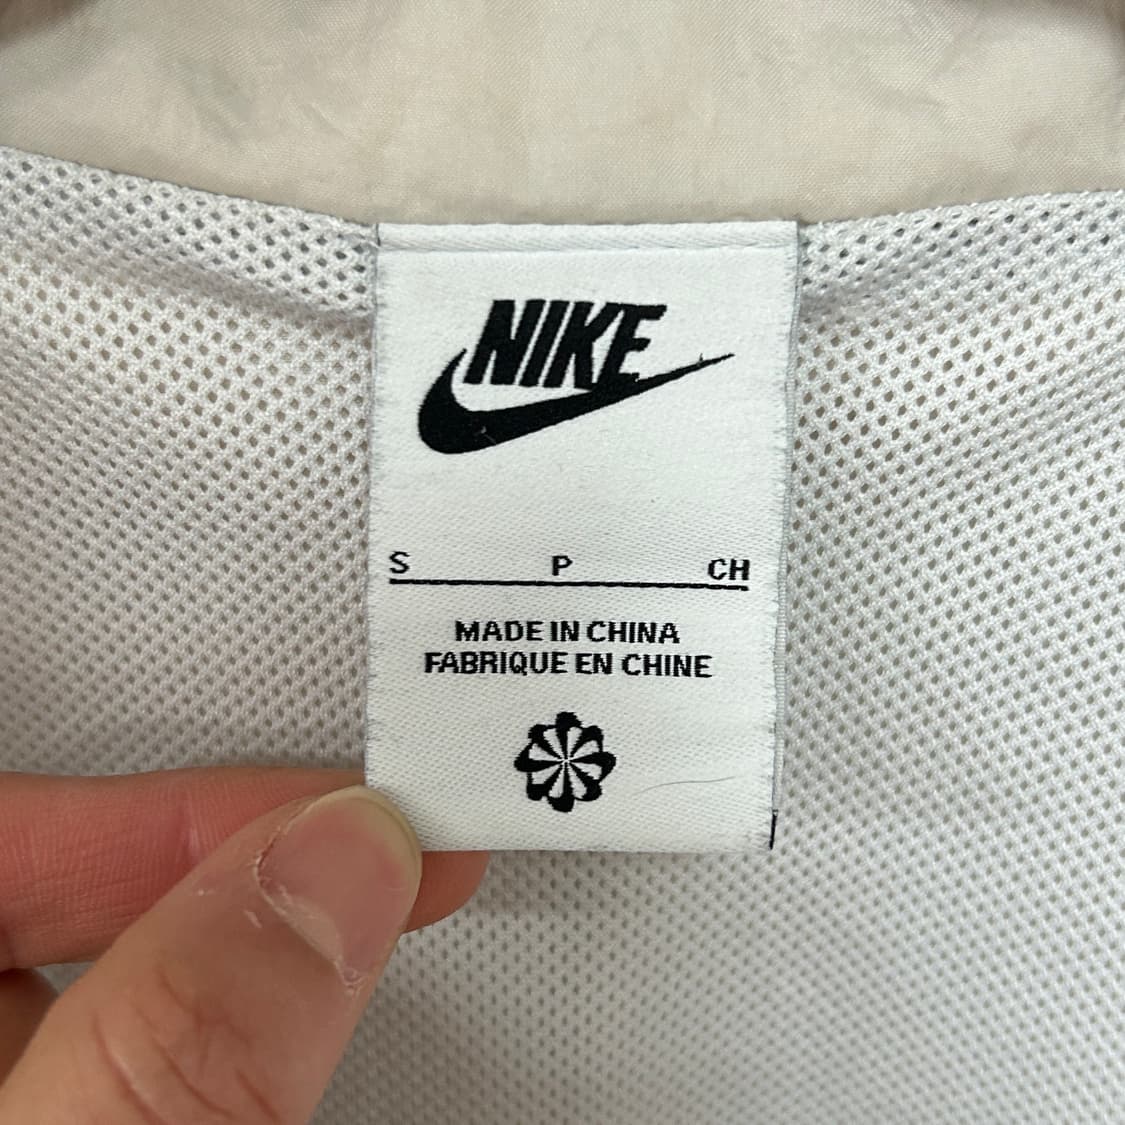 NIKE
S P CH
MADE IN CHINA
FABRIQUE EN CHINE